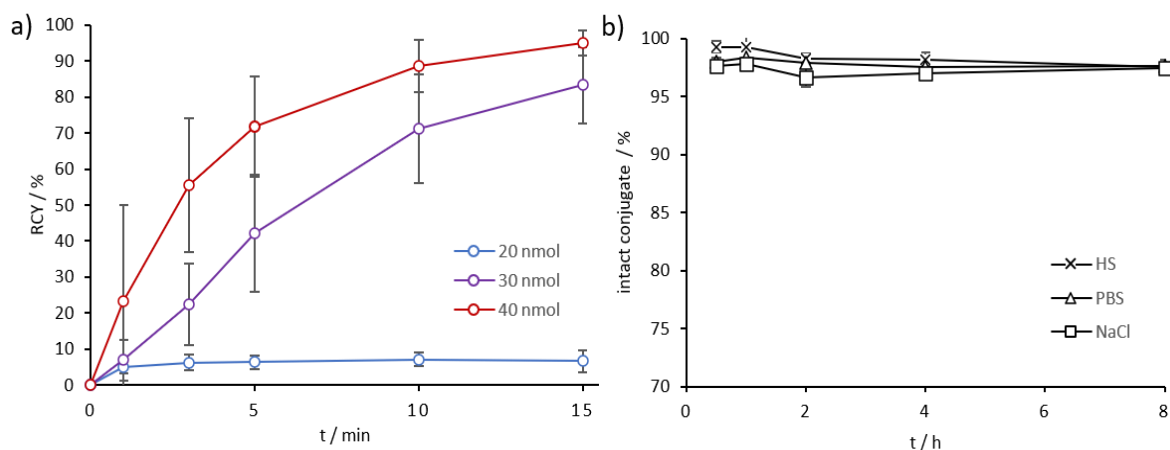 a)
RCY / %
100
90
80
70
60
50
40
30
20
10
0
0 5 10 15
t / min
20 nmol
30 nmol
40 nmol
b)
intact conjugate / %
100
95
90
85
80
75
70
0 2 4 6 8
t / h
HS
PBS
NaCl